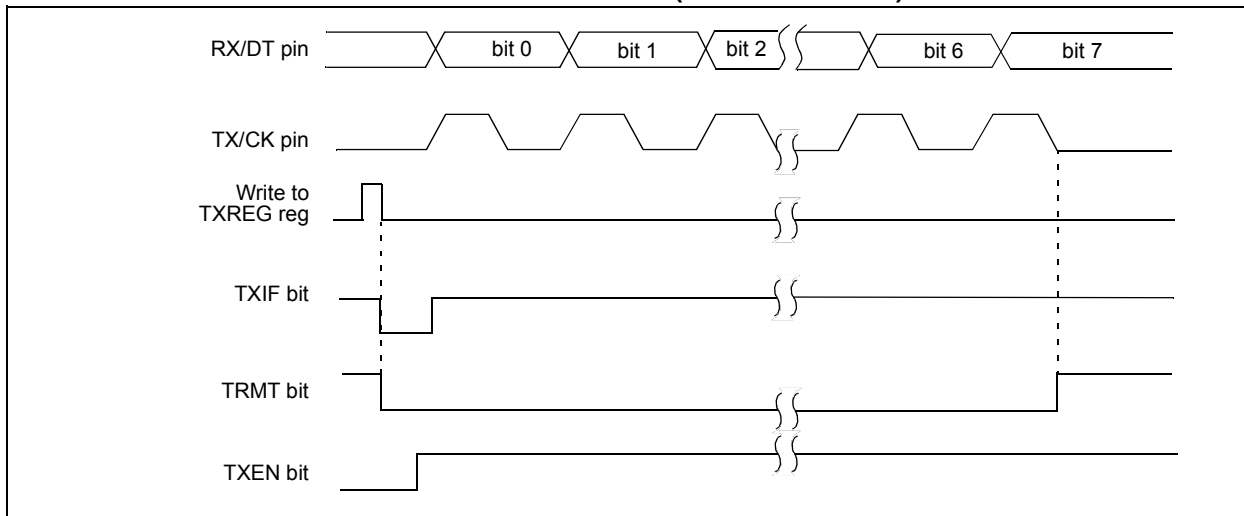 RX/DT pin
bit 0 bit 1 bit 2 bit 6 bit 7
TX/CK pin
Write to
TXREG reg
TXIF bit
TRMT bit
TXEN bit